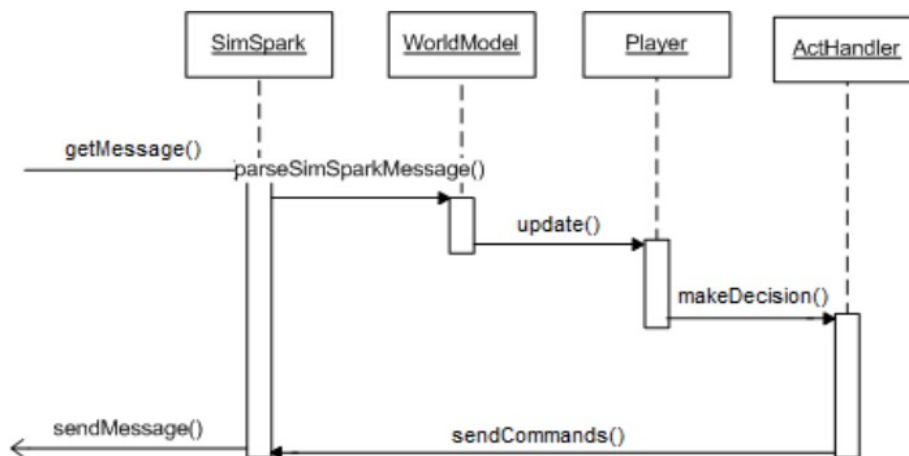 SimSpark
WorldModel
Player
ActHandler
getMessage()
parseSimSparkMessage()
update()
makeDecision()
sendMessage()
sendCommands()